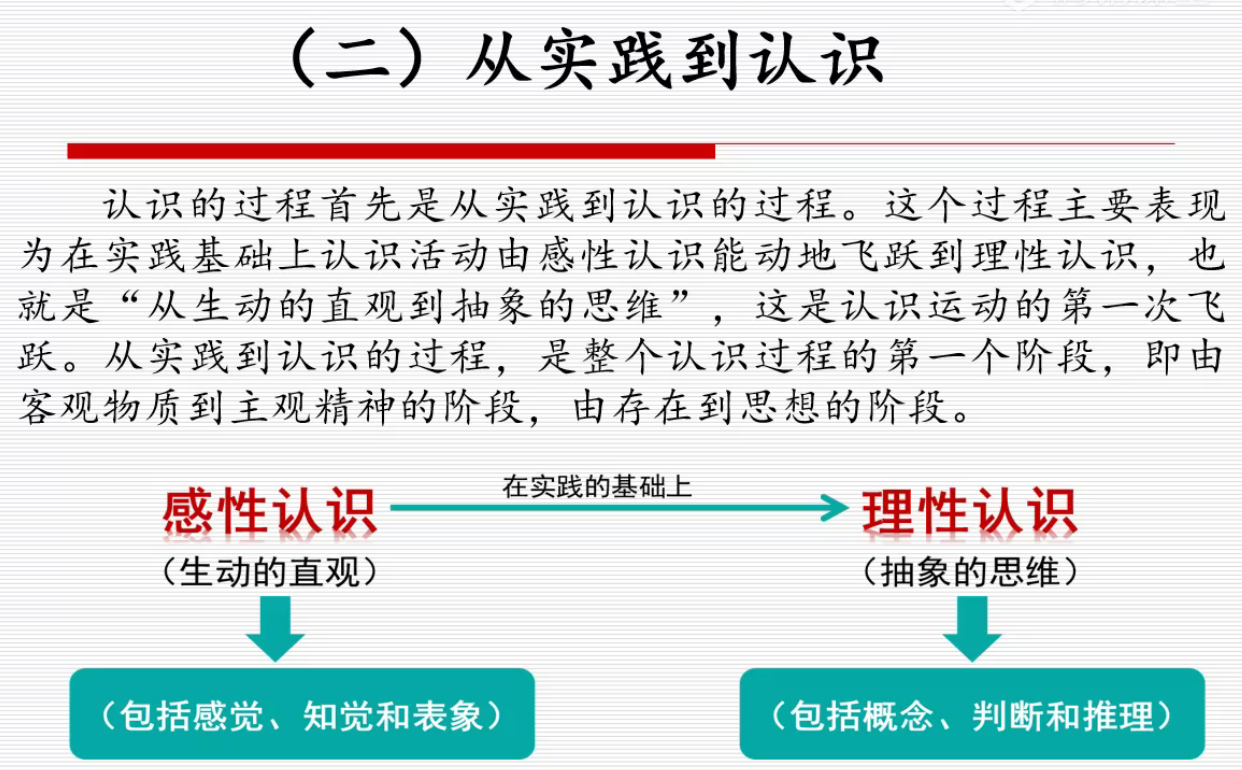 （二）从实践到认识
认识的过程首先是从实践到认识的过程。这个过程主要表现
为在实践基础上认识活动由感性认识能动地飞跃到理性认识，也
就是“从生动的直观到抽象的思维”，这是认识运动的第一次飞
跃。从实践到认识的过程，是整个认识过程的第一个阶段，即由
客观物质到主观精神的阶段，由存在到思想的阶段。
感性认识
在实践的基础上
理性认识
（生动的直观）
（抽象的思维）
（包括感觉、知觉和表象）
（包括概念、判断和推理）